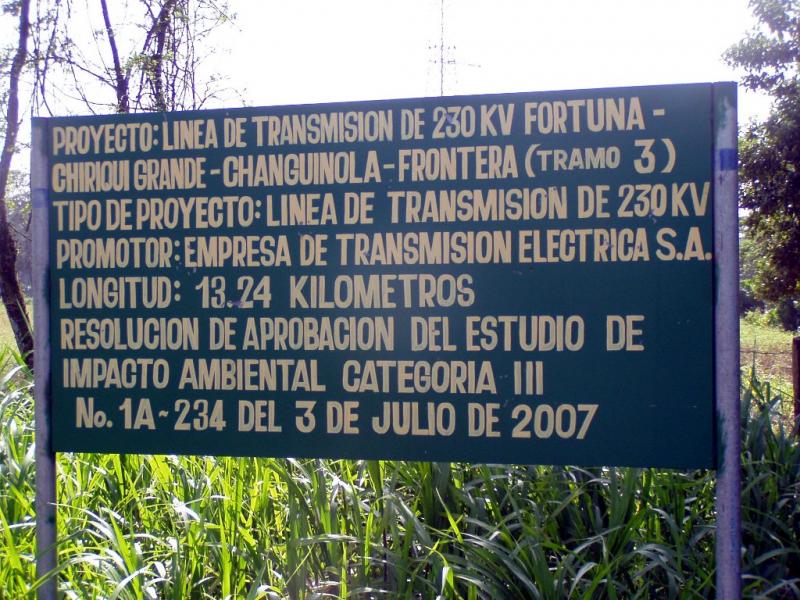 PROYECTO: LINEA DE TRANSMISION DE 230 KV FORTUNA -
CHIRIQUI GRANDE - CHANGUINOLA - FRONTERA (TRAMO 3)
TIPO DE PROYECTO: LINEA DE TRANSMISION DE 230 KV
PROMOTOR: EMPRESA DE TRANSMISION ELECTRICA S.A.
LONGITUD: 13.24 KILOMETROS
RESOLUCION DE APROBACION DEL ESTUDIO DE
IMPACTO AMBIENTAL CATEGORIA III
No. 1A~234 DEL 3 DE JULIO DE 2007